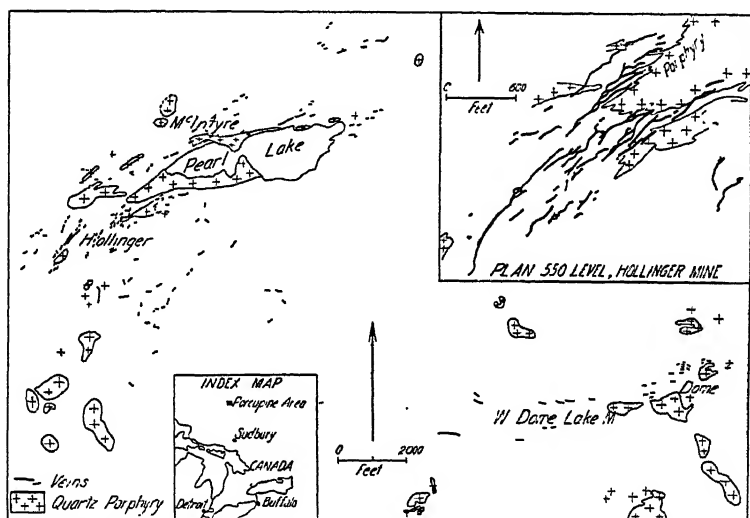 McIntyre
Pearl Lake
Hollinger
Porphyry
0 600
Feet
PLAN 550 LEVEL, HOLLINGER MINE
INDEX MAP
Porcupine Area
Sudbury
CANADA
Detroit
Buffalo
0 2000
Feet
Dome
W Dome Lake M
Veins
Quartz Porphyry